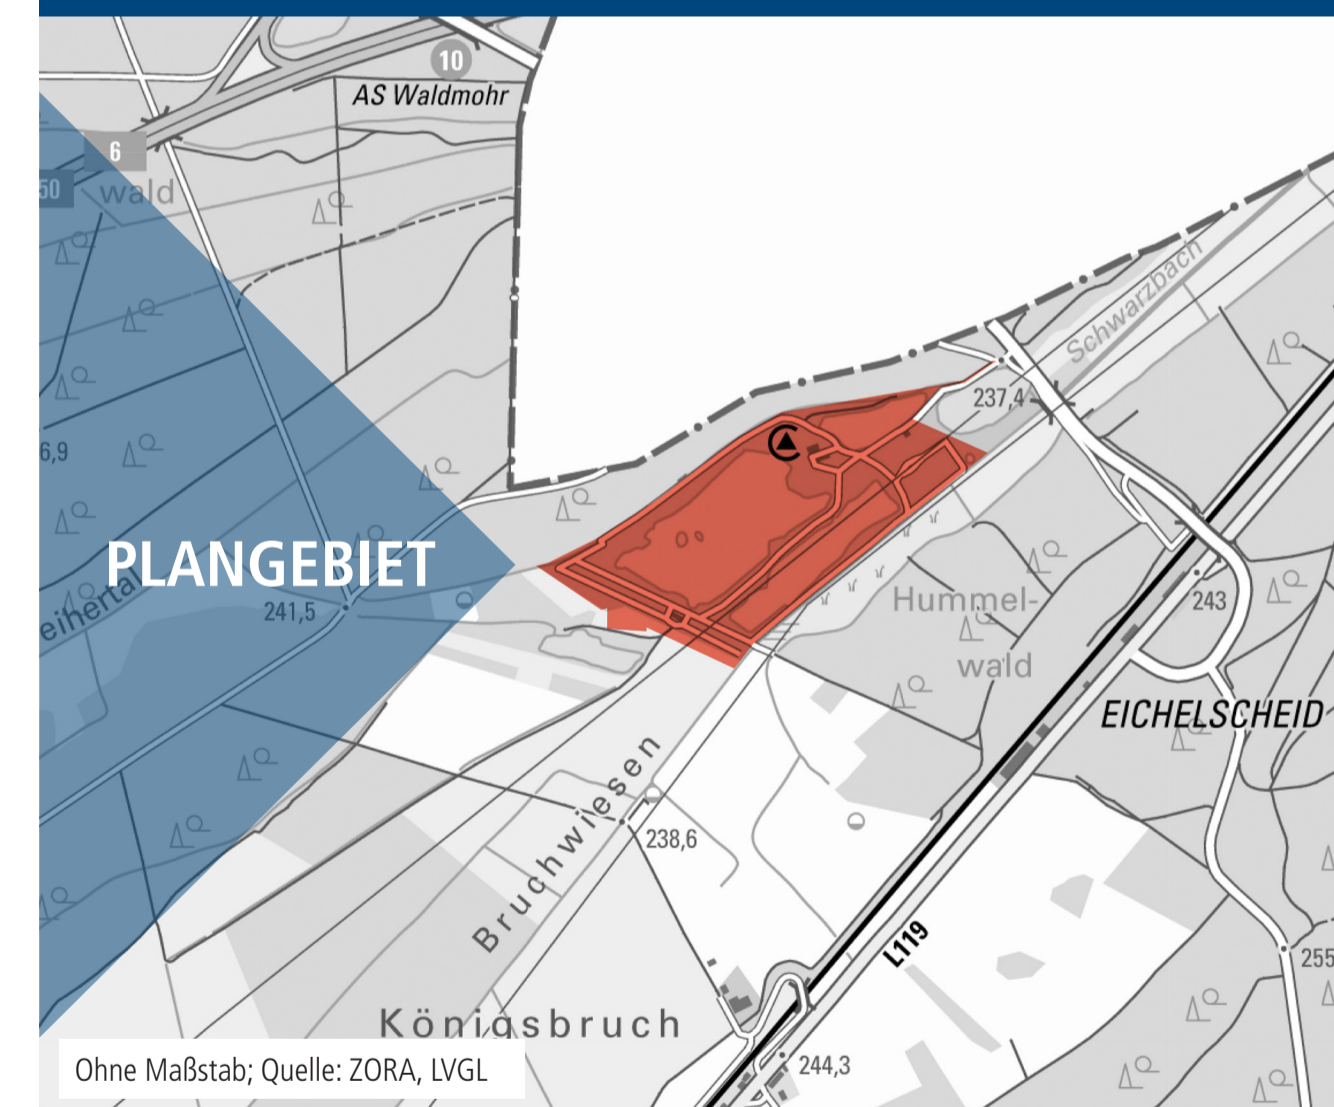 10
AS Waldmohr
6
50
wald
Schwarzbach
237,4
6,9
PLANGEBIET
eihertal
241,5
Hummel-
wald
243
EICHELSCHEID
Bruchwiesen
238,6
L119
255
Königsbruch
244,3
Ohne Maßstab; Quelle: ZORA, LVGL